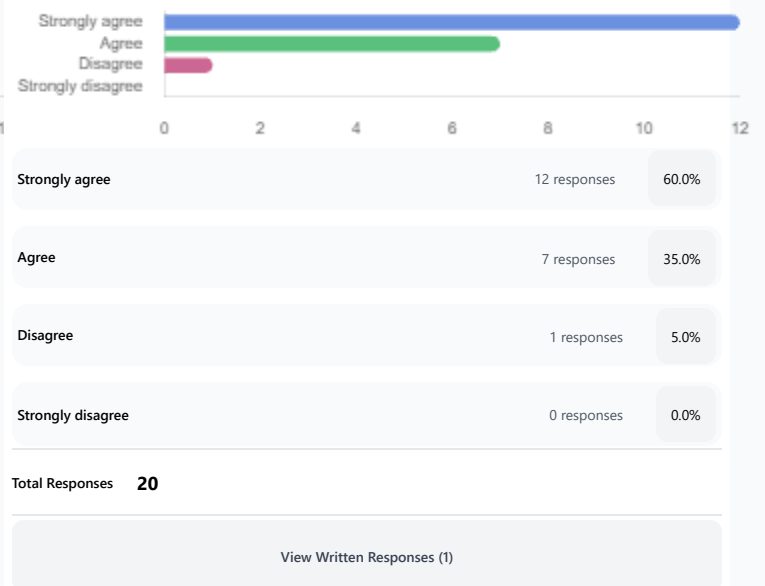 Strongly agree
Agree
Disagree
Strongly disagree
0 2 4 6 8 10 12
Strongly agree 12 responses 60.0%
Agree 7 responses 35.0%
Disagree 1 responses 5.0%
Strongly disagree 0 responses 0.0%
Total Responses 20
View Written Responses (1)